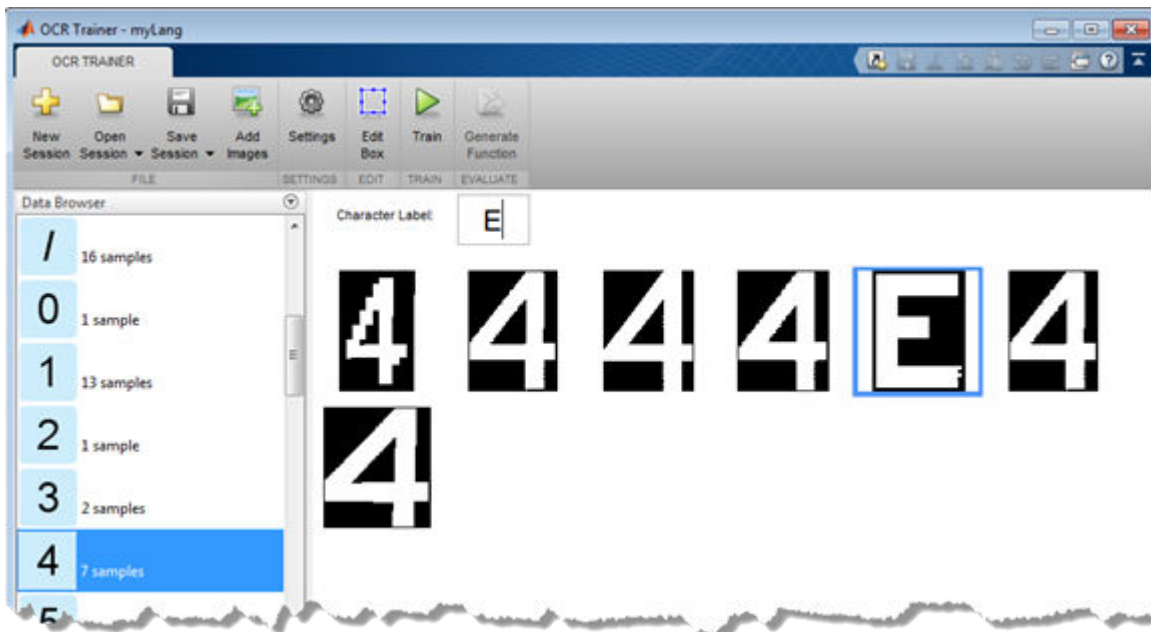 OCR Trainer - myLang
OCR TRAINER
New Session
Open Session
Save Session
Add Images
Settings
Edit Box
Train
Generate Function
FILE
SETTINGS
EDIT
TRAIN
EVALUATE
Data Browser
/ 16 samples
0 1 sample
1 13 samples
2 1 sample
3 2 samples
4 7 samples
5
Character Label: E
4 4 4 4 E 4
4